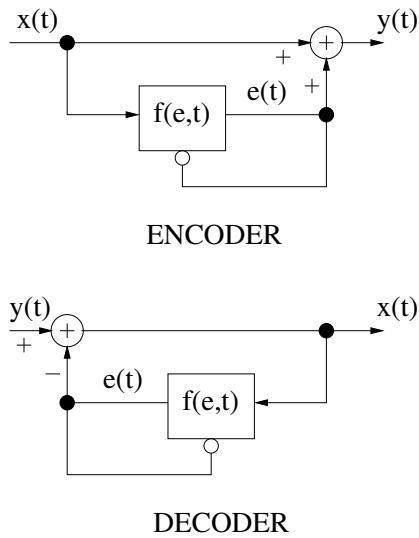 x(t) y(t)
+ +
f(e,t) e(t) +
ENCODER
y(t) x(t)
+ +
−
e(t) f(e,t)
DECODER